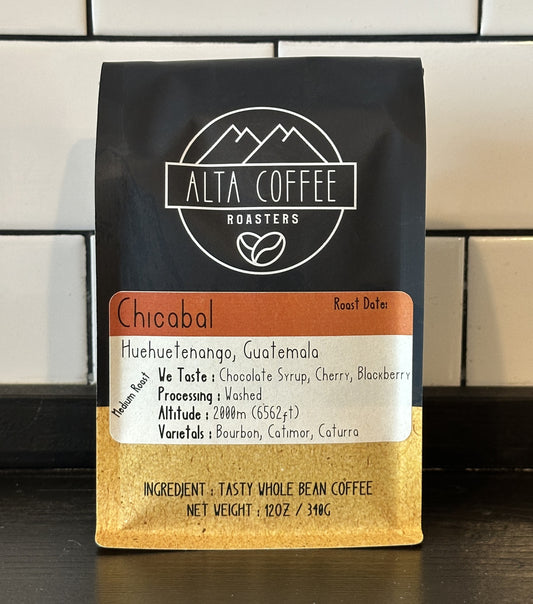 ALTA COFFEE
ROASTERS
Chicabal
Roast Date:
Huehuetenango, Guatemala
Medium Roast
We Taste : Chocolate Syrup, Cherry, Blackberry
Processing : Washed
Altitude : 2000m (6562ft)
Varietals : Bourbon, Catimor, Caturra
INGREDIENT : TASTY WHOLE BEAN COFFEE
NET WEIGHT : 12OZ / 340G